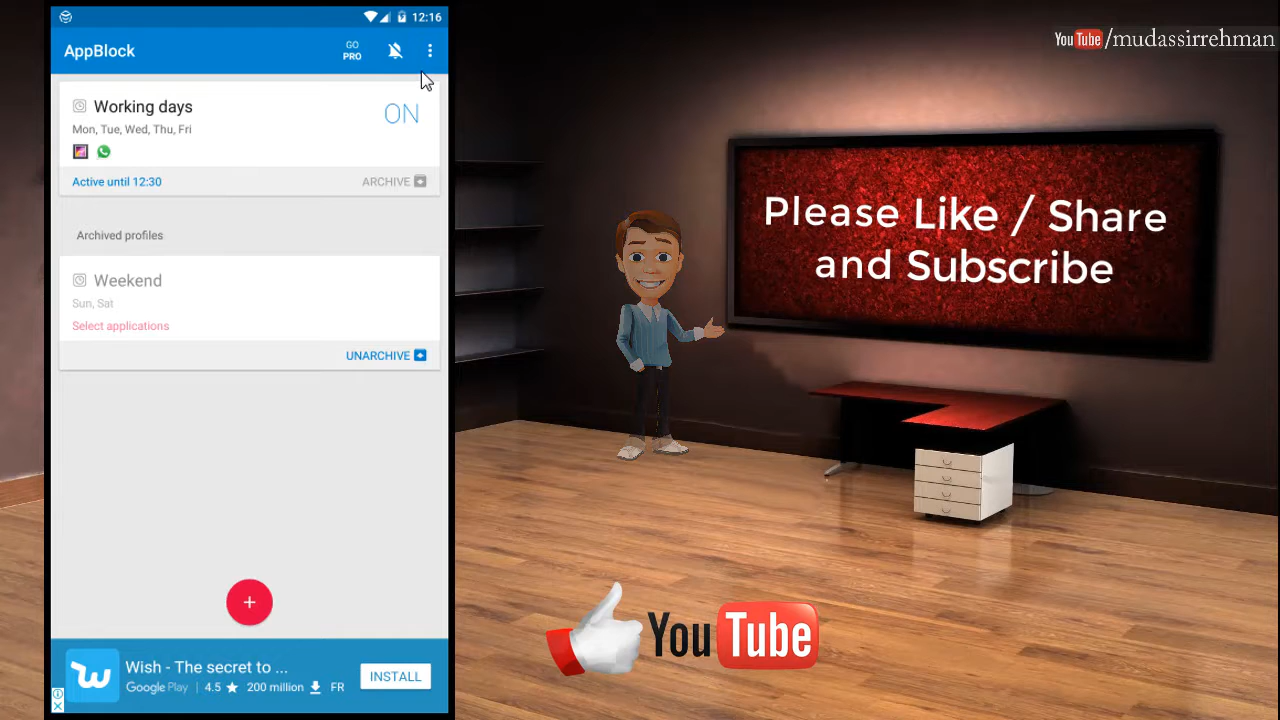 12:16
AppBlock
GO
PRO
Working days
ON
Mon, Tue, Wed, Thu, Fri
Active until 12:30
ARCHIVE
Archived profiles
Weekend
Sun, Sat
Select applications
UNARCHIVE
+
Wish - The secret to ...
Google Play | 4.5 ★ 200 million FR
INSTALL
YouTube/mudassirrehman
Please Like / Share
and Subscribe
YouTube